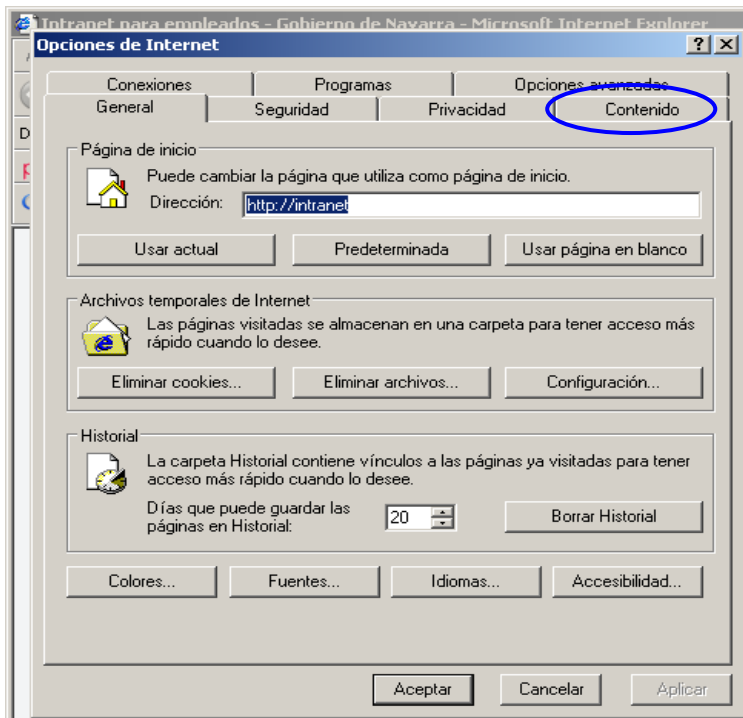 Intranet para empleados - Gobierno de Navarra - Microsoft Internet Explorer
Opciones de Internet
Conexiones Programas Opciones avanzadas
General Seguridad Privacidad Contenido
Página de inicio
Puede cambiar la página que utiliza como página de inicio.
Dirección: http://intranet
Usar actual Predeterminada Usar página en blanco
Archivos temporales de Internet
Las páginas visitadas se almacenan en una carpeta para tener acceso más
rápido cuando lo desee.
Eliminar cookies... Eliminar archivos... Configuración...
Historial
La carpeta Historial contiene vínculos a las páginas ya visitadas para tener
acceso más rápido cuando lo desee.
Días que puede guardar las
páginas en Historial: 20 Borrar Historial
Colores... Fuentes... Idiomas... Accesibilidad...
Aceptar Cancelar Aplicar